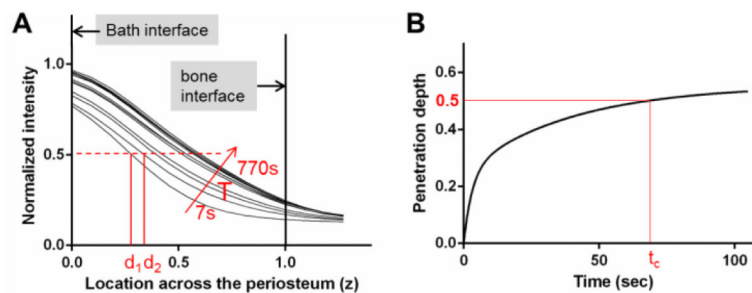 A
Bath interface
bone
interface
Normalized intensity
1.0
0.5
0.0
770s
T
7s
d₁ d₂
0.0 0.5 1.0
Location across the periosteum (z)
B
Penetration depth
0.6
0.5
0.4
0.2
0.0
t_c
0 50 100
Time (sec)